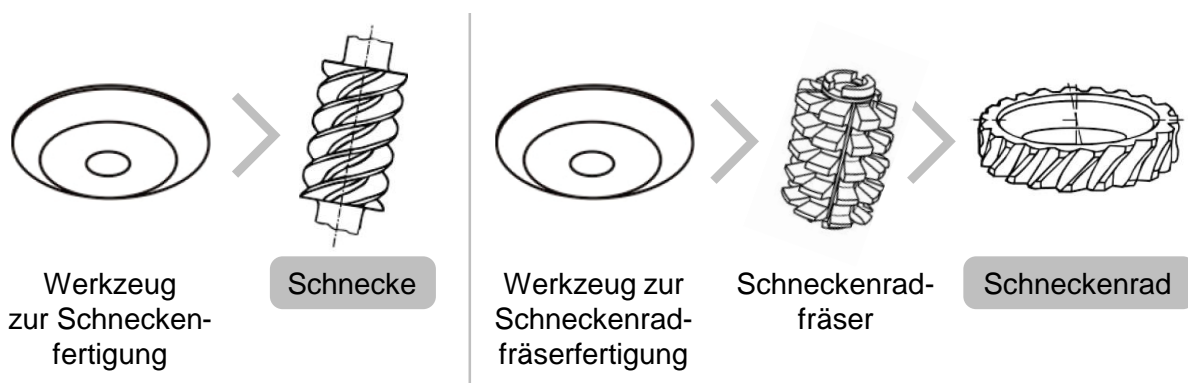 Werkzeug
zur Schnecken-
fertigung
Schnecke
Werkzeug zur
Schneckenrad-
fräserfertigung
Schneckenrad-
fräser
Schneckenrad